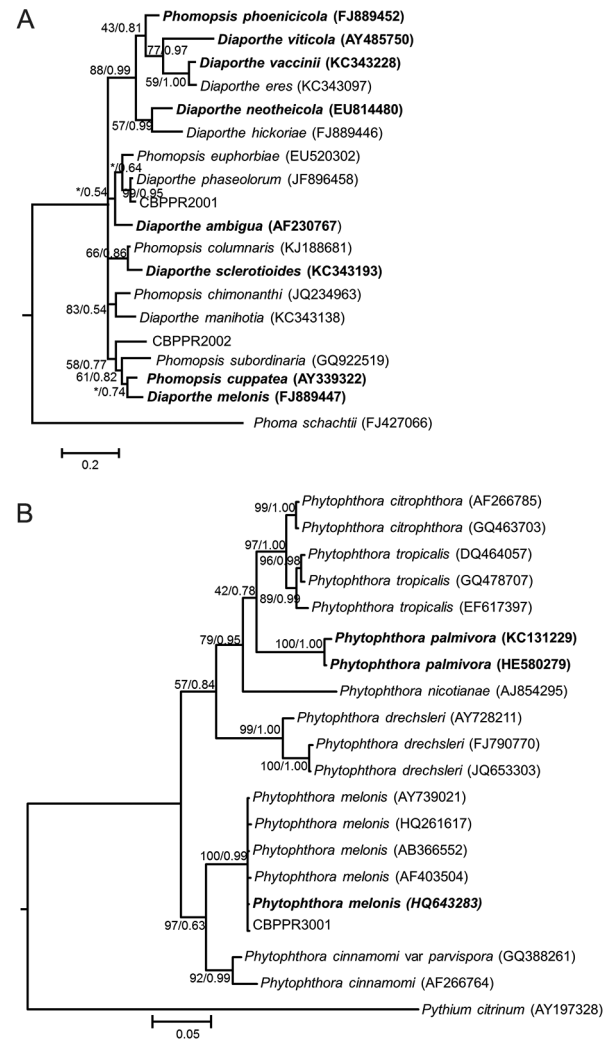 A
Phomopsis phoenicicola (FJ889452)
43/0.81
Diaporthe viticola (AY485750)
77/0.97
Diaporthe vaccinii (KC343228)
88/0.99
59/1.00
Diaporthe eres (KC343097)
Diaporthe neotheicola (EU814480)
57/0.99
Diaporthe hickoriae (FJ889446)
Phomopsis euphorbiae (EU520302)
*/0.64
Diaporthe phaseolorum (JF896458)
*/0.54
99/0.95
CBPPR2001
Diaporthe ambigua (AF230767)
Phomopsis columnaris (KJ188681)
66/0.86
Diaporthe sclerotioides (KC343193)
Phomopsis chimonanthi (JQ234963)
83/0.54
Diaporthe manihotia (KC343138)
CBPPR2002
58/0.77
Phomopsis subordinaria (GQ922519)
61/0.82
Phomopsis cuppatea (AY339322)
*/0.74
Diaporthe melonis (FJ889447)
Phoma schachtii (FJ427066)
0.2
B
Phytophthora citrophthora (AF266785)
99/1.00
Phytophthora citrophthora (GQ463703)
97/1.00
Phytophthora tropicalis (DQ464057)
96/0.98
Phytophthora tropicalis (GQ478707)
42/0.78
89/0.99
Phytophthora tropicalis (EF617397)
79/0.95
100/1.00
Phytophthora palmivora (KC131229)
Phytophthora palmivora (HE580279)
57/0.84
Phytophthora nicotianae (AJ854295)
Phytophthora drechsleri (AY728211)
99/1.00
Phytophthora drechsleri (FJ790770)
100/1.00
Phytophthora drechsleri (JQ653303)
Phytophthora melonis (AY739021)
Phytophthora melonis (HQ261617)
100/0.99
Phytophthora melonis (AB366552)
Phytophthora melonis (AF403504)
Phytophthora melonis (HQ643283)
97/0.63
CBPPR3001
Phytophthora cinnamomi var parvispora (GQ388261)
92/0.99
Phytophthora cinnamomi (AF266764)
Pythium citrinum (AY197328)
0.05